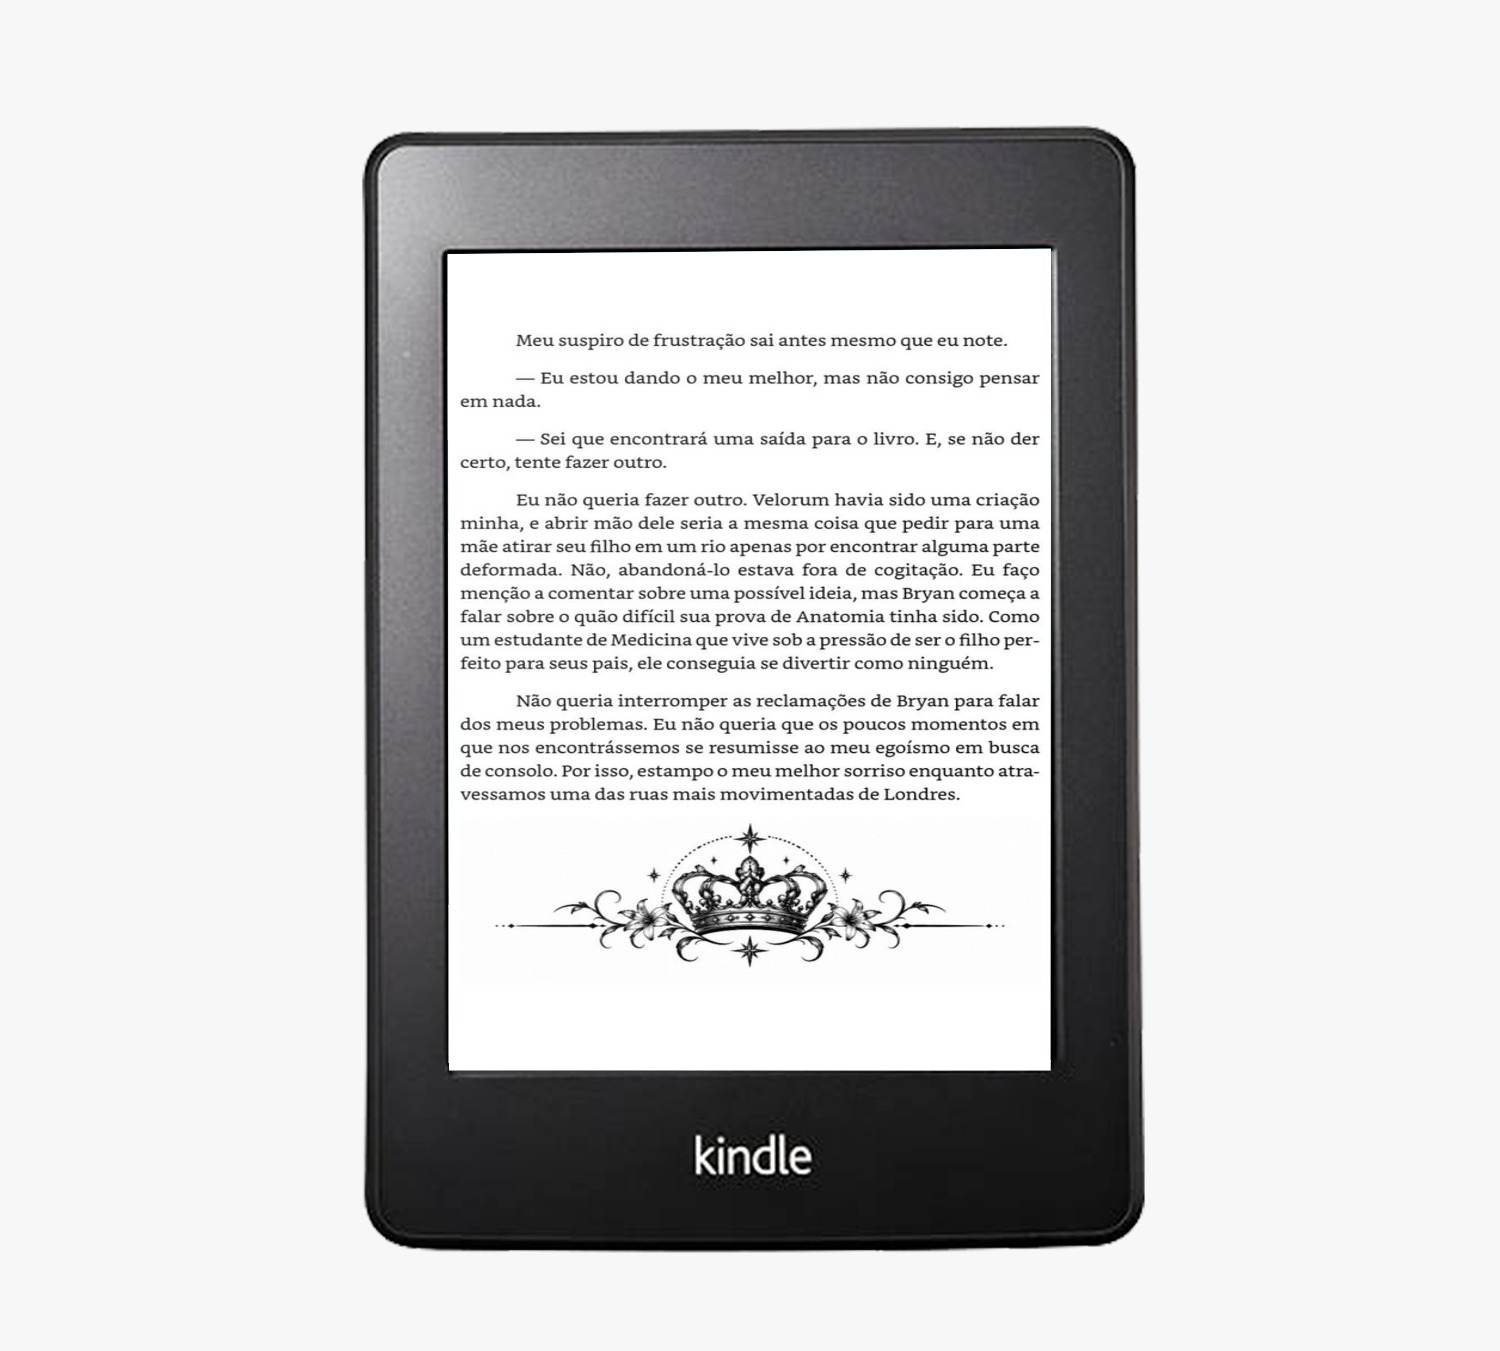 Meu suspiro de frustração sai antes mesmo que eu note.
— Eu estou dando o meu melhor, mas não consigo pensar
em nada.
— Sei que encontrará uma saída para o livro. E, se não der
certo, tente fazer outro.
Eu não queria fazer outro. Velorum havia sido uma criação
minha, e abrir mão dele seria a mesma coisa que pedir para uma
mãe atirar seu filho em um rio apenas por encontrar alguma parte
deformada. Não, abandoná-lo estava fora de cogitação. Eu faço
menção a comentar sobre uma possível ideia, mas Bryan começa a
falar sobre o quão difícil sua prova de Anatomia tinha sido. Como
um estudante de Medicina que vive sob a pressão de ser o filho per-
feito para seus pais, ele conseguia se divertir como ninguém.
Não queria interromper as reclamações de Bryan para falar
dos meus problemas. Eu não queria que os poucos momentos em
que nos encontrássemos se resumisse ao meu egoísmo em busca
de consolo. Por isso, estampo o meu melhor sorriso enquanto atra-
vessamos uma das ruas mais movimentadas de Londres.
kindle